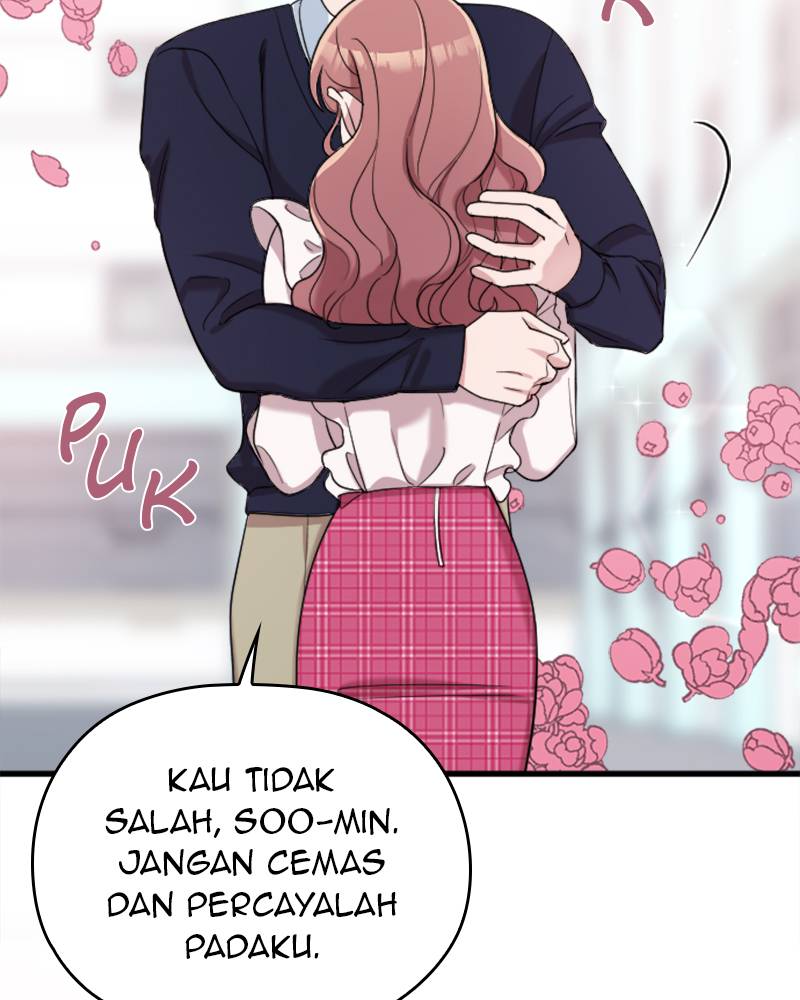 PUK
KAU TIDAK
SALAH, SOO-MIN.
JANGAN CEMAS
DAN PERCAYALAH
PADAKU.